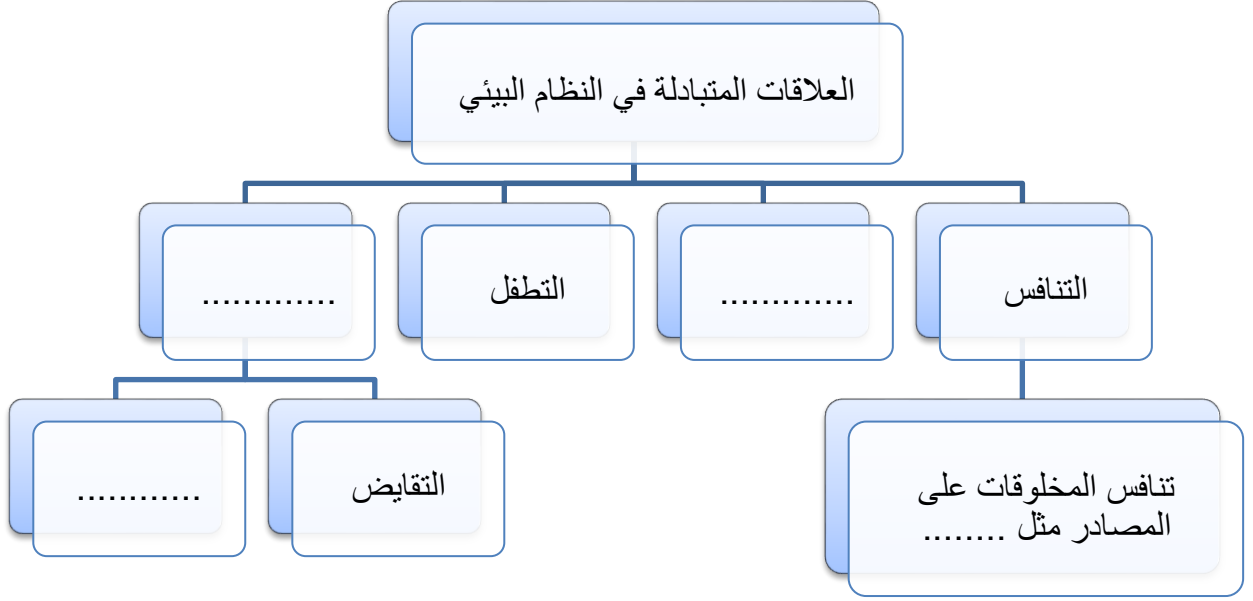 العلاقات المتبادلة في النظام البيئي
التنافس
.............
التطفل
.............
تنافس المخلوقات على
المصادر مثل ........
التقايض
............